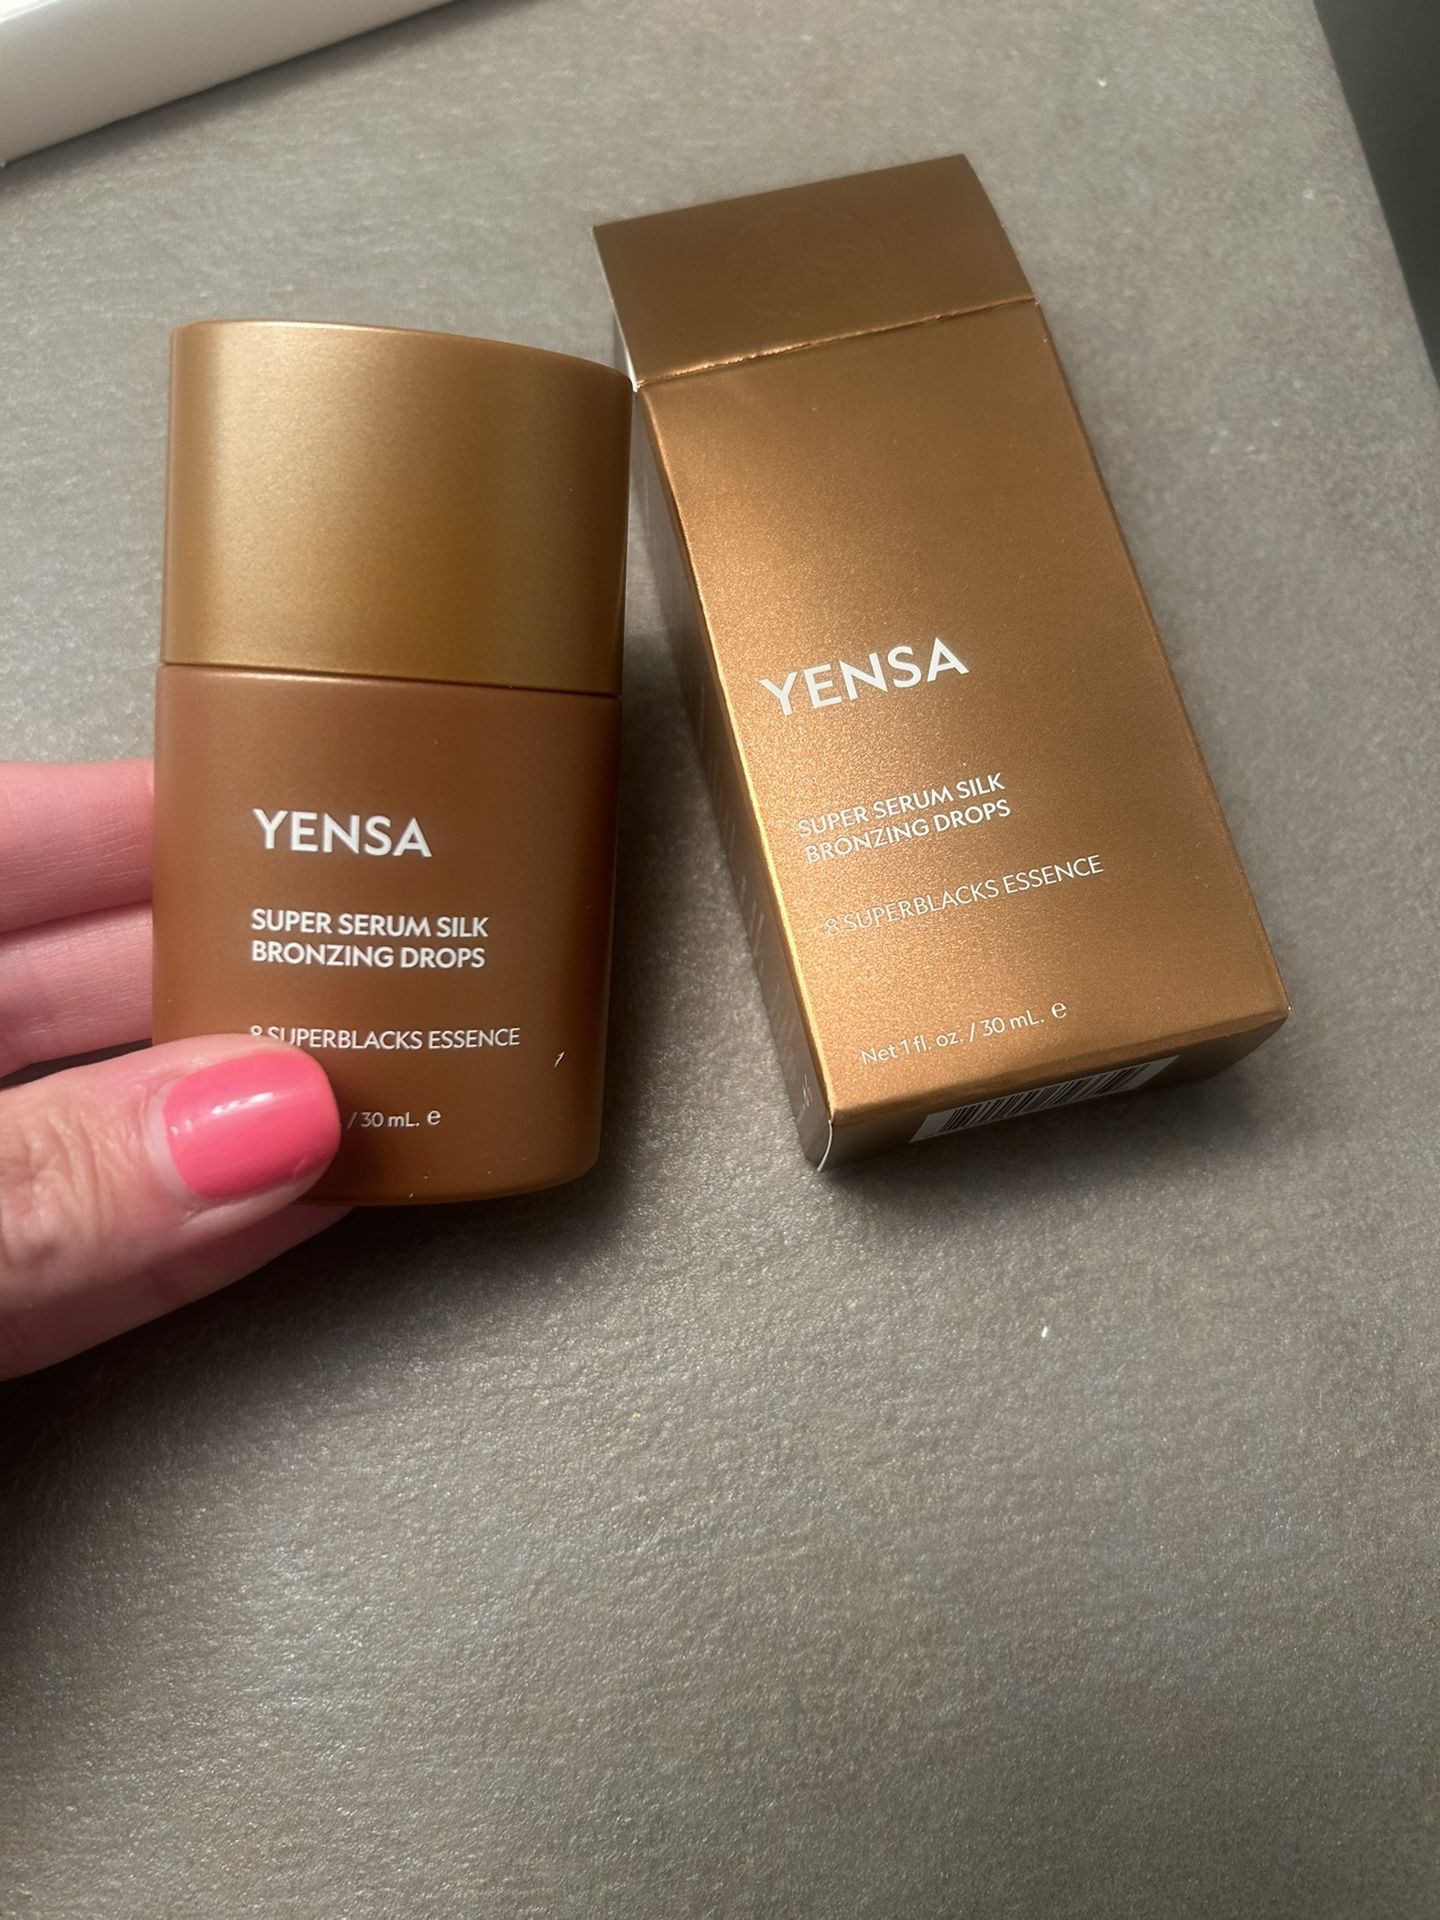 YENSA
SUPER SERUM SILK
BRONZING DROPS
8 SUPERBLACKS ESSENCE
/ 30 mL. e
YENSA
SUPER SERUM SILK
BRONZING DROPS
8 SUPERBLACKS ESSENCE
Net 1 fl. oz. / 30 mL. e